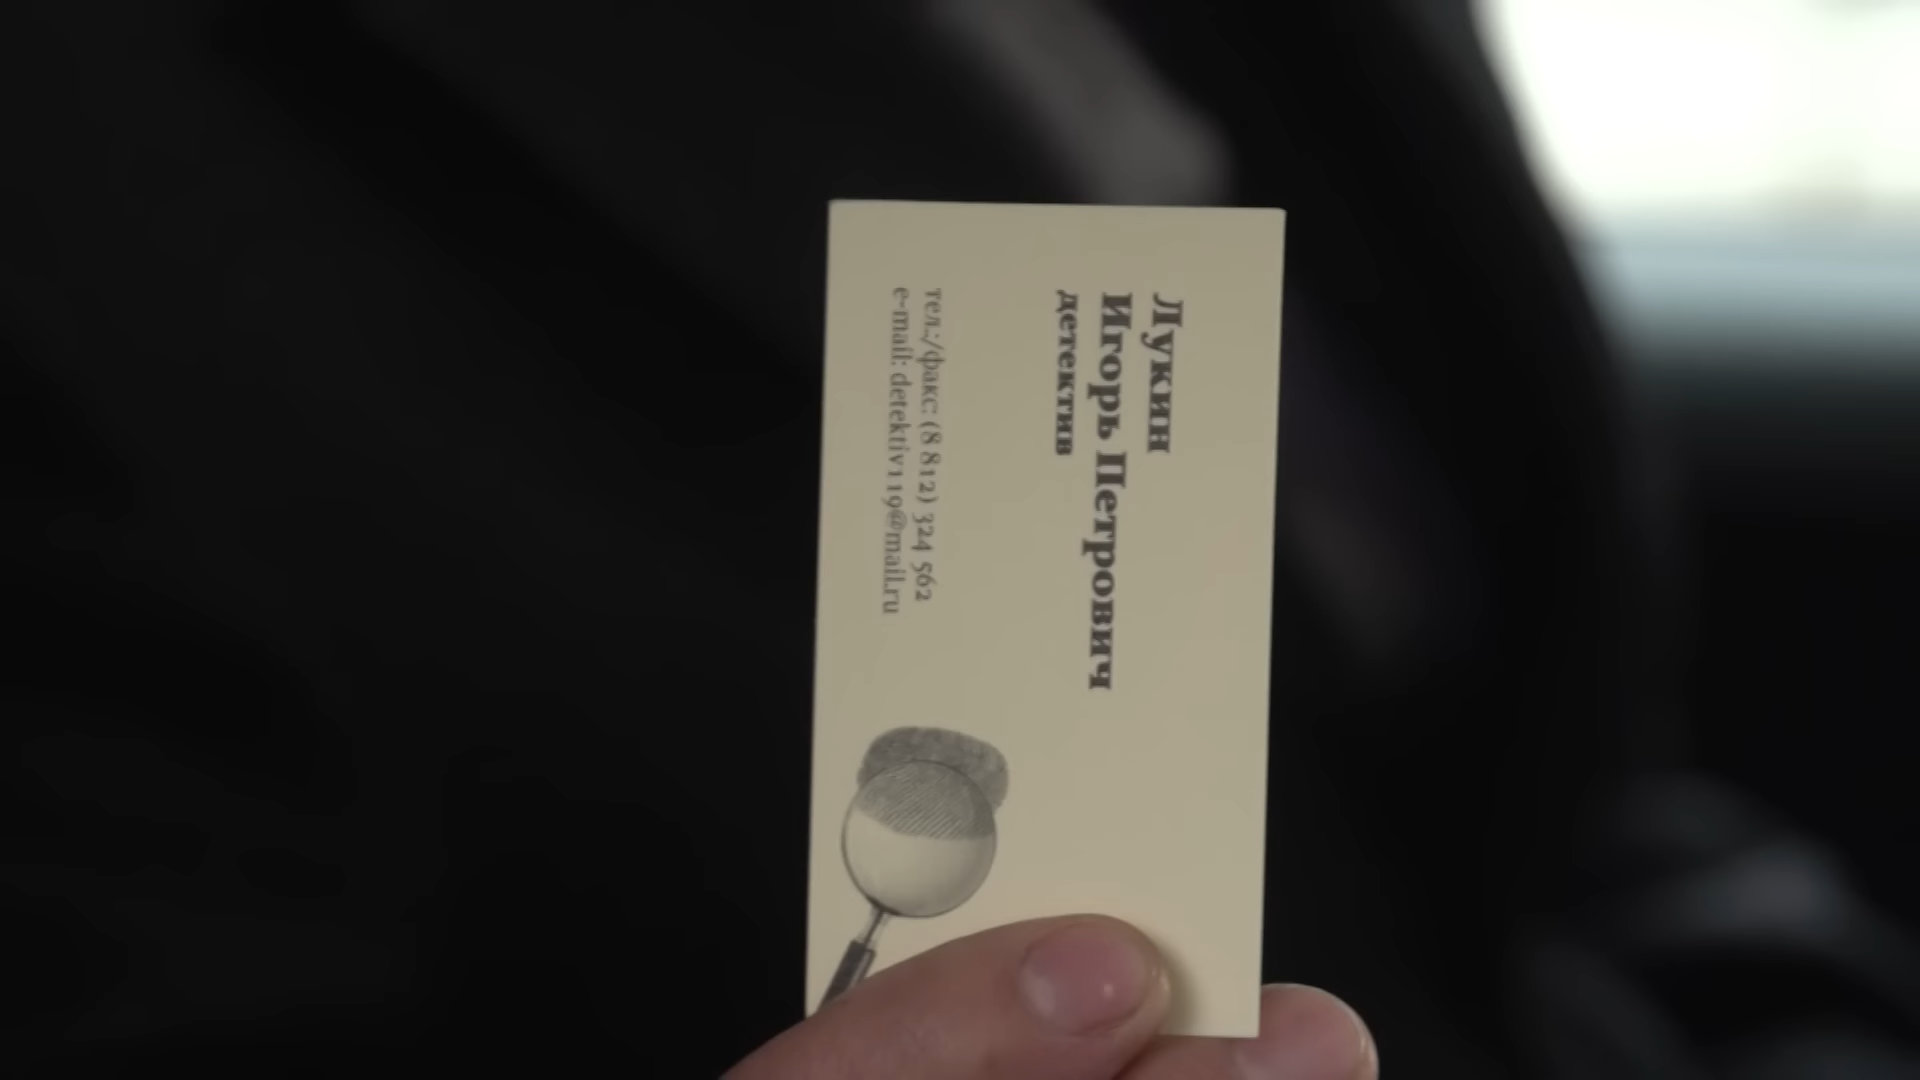 Лукин
Игорь Петрович
детектив
тел.:/факс: (8 812) 324 562
e-mail: detektiv119@mail.ru